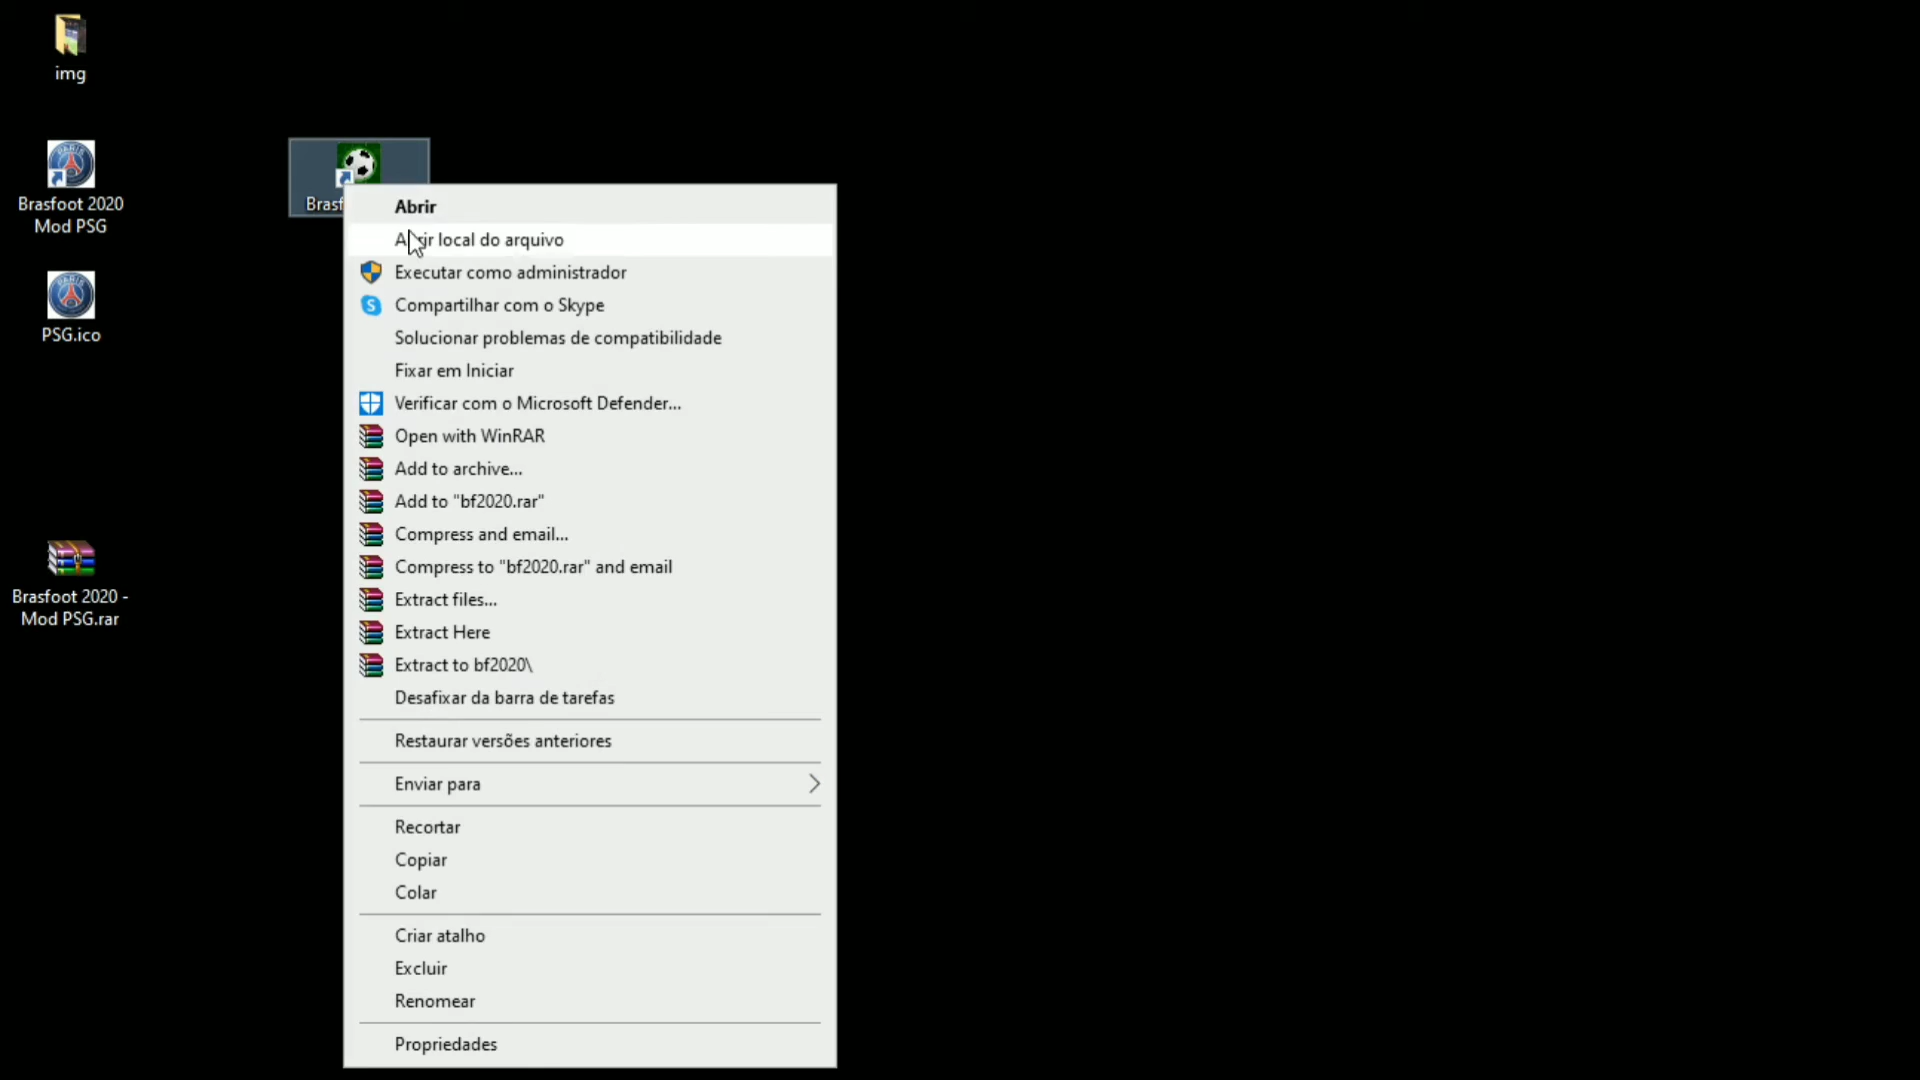 img
Brasfoot 2020
Mod PSG
PSG.ico
Brasfoot 2020 -
Mod PSG.rar
Abrir
Abrir local do arquivo
Executar como administrador
Compartilhar com o Skype
Solucionar problemas de compatibilidade
Fixar em Iniciar
Verificar com o Microsoft Defender...
Open with WinRAR
Add to archive...
Add to "bf2020.rar"
Compress and email...
Compress to "bf2020.rar" and email
Extract files...
Extract Here
Extract to bf2020\
Desafixar da barra de tarefas
Restaurar versões anteriores
Enviar para
Recortar
Copiar
Colar
Criar atalho
Excluir
Renomear
Propriedades